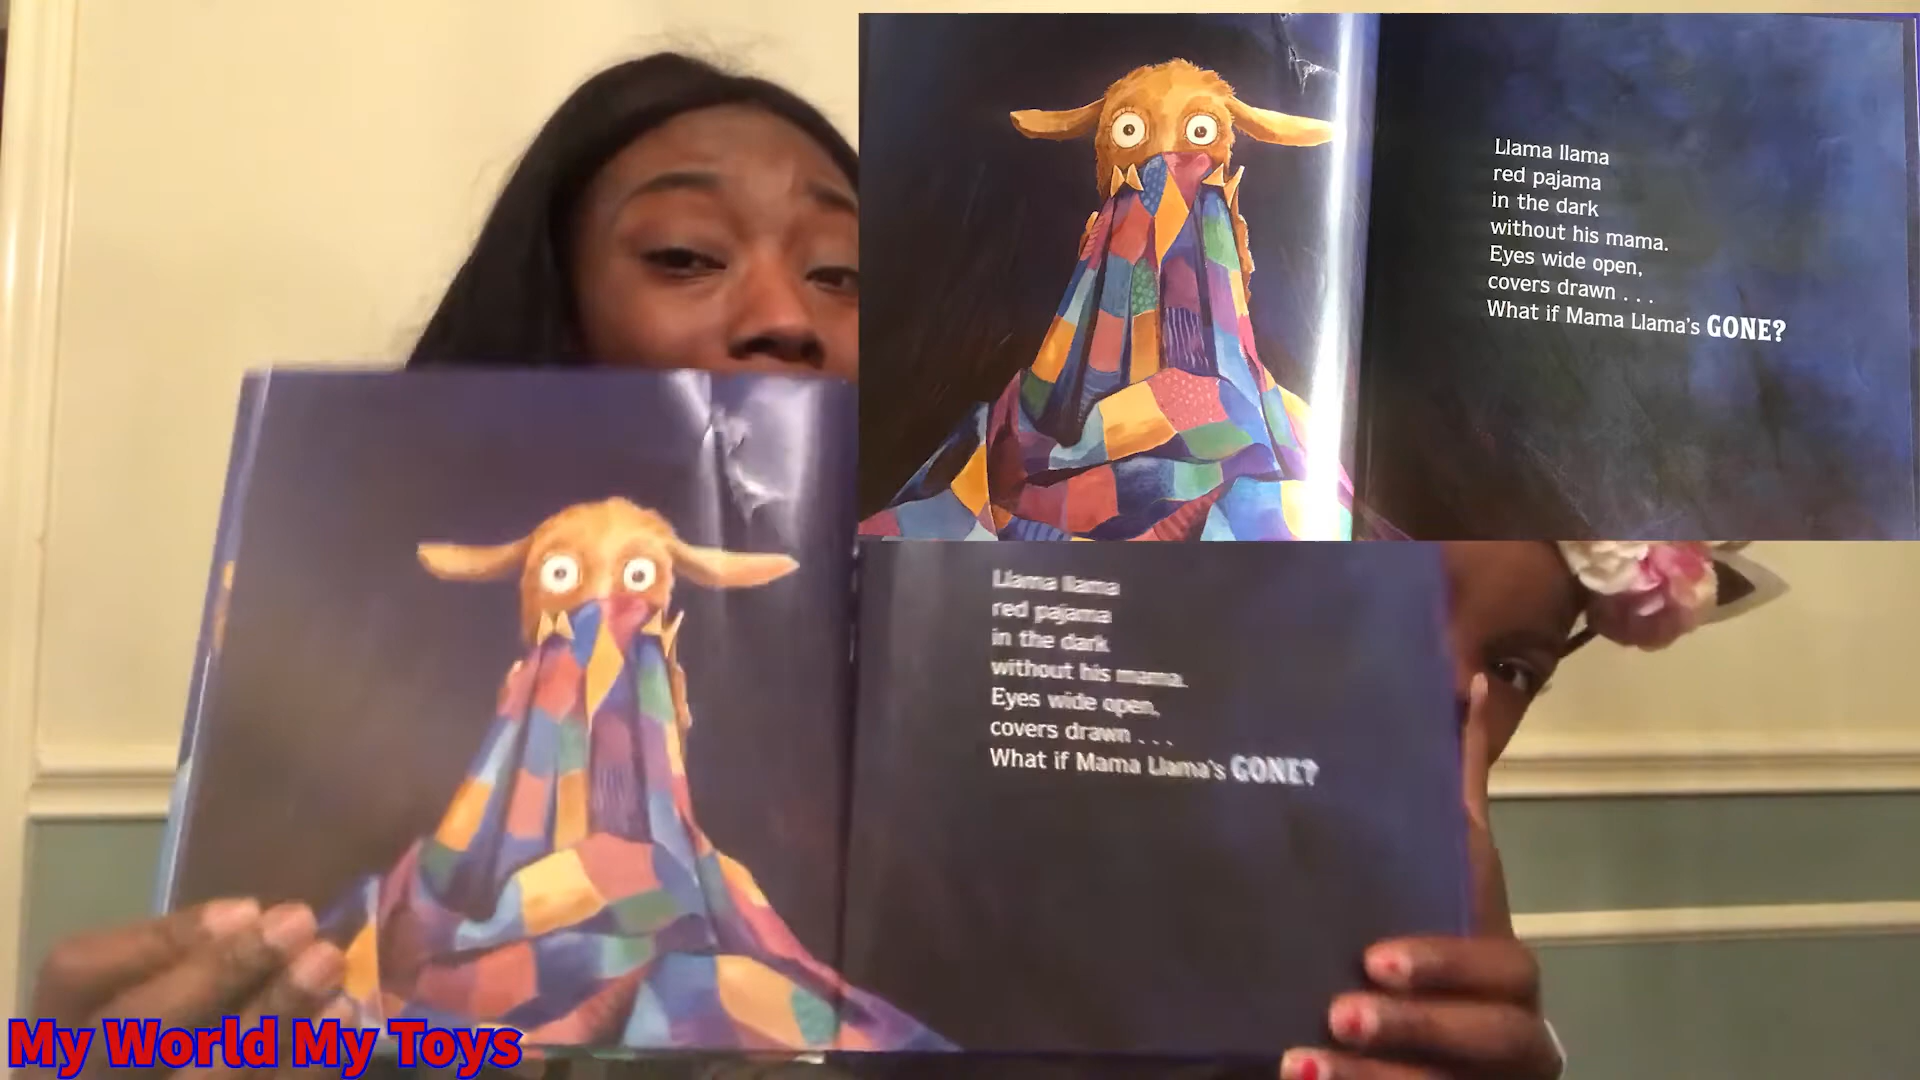 Llama llama
red pajama
in the dark
without his mama.
Eyes wide open,
covers drawn . . .
What if Mama Llama's GONE?
Llama llama
red pajama
in the dark
without his mama.
Eyes wide open,
covers drawn . . .
What if Mama Llama's GONE?
My World My Toys